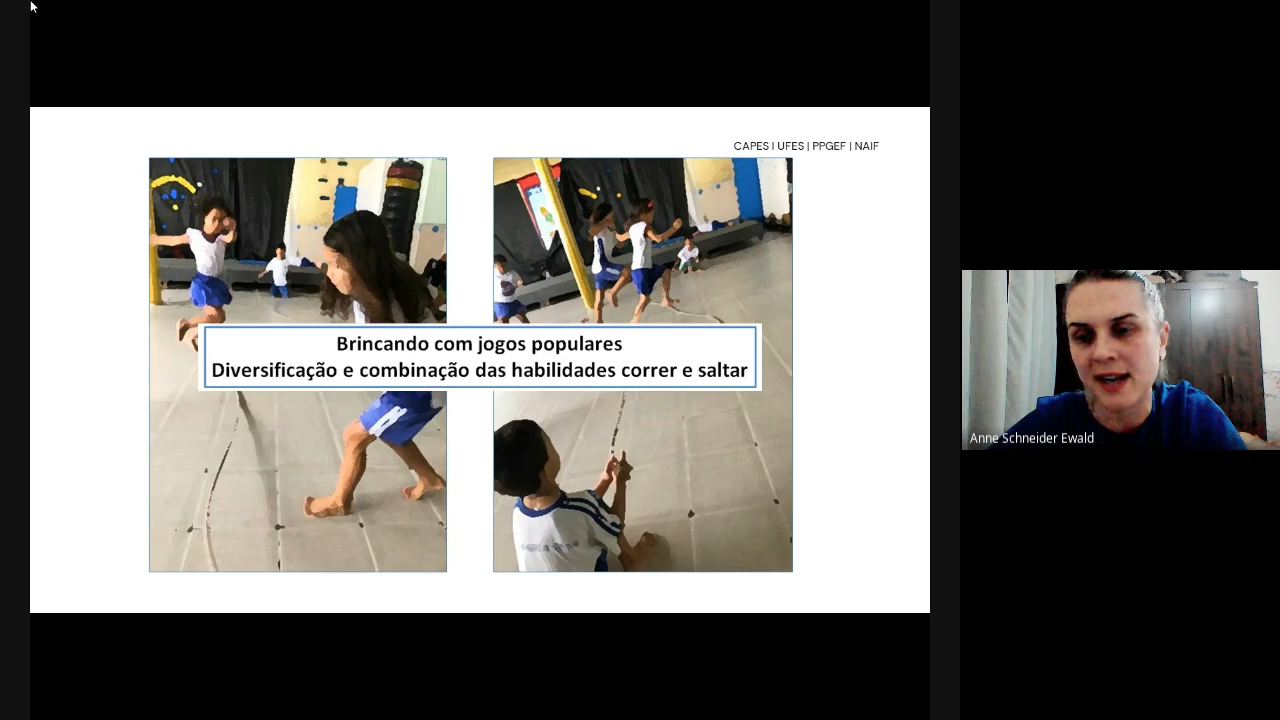 CAPES I UFES | PPGEF | NAIF
Brincando com jogos populares
Diversificação e combinação das habilidades correr e saltar
Anne Schneider Ewald